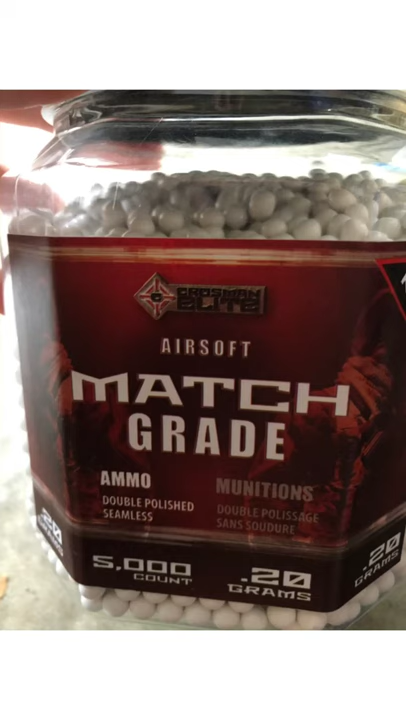 CROSMAN
ELITE
AIRSOFT
MATCH
GRADE
AMMO
DOUBLE POLISHED
SEAMLESS
MUNITIONS
DOUBLE POLISSAGE
SANS SOUDURE
.20
5,000
COUNT
.20
GRAMS
.20
GRAMS